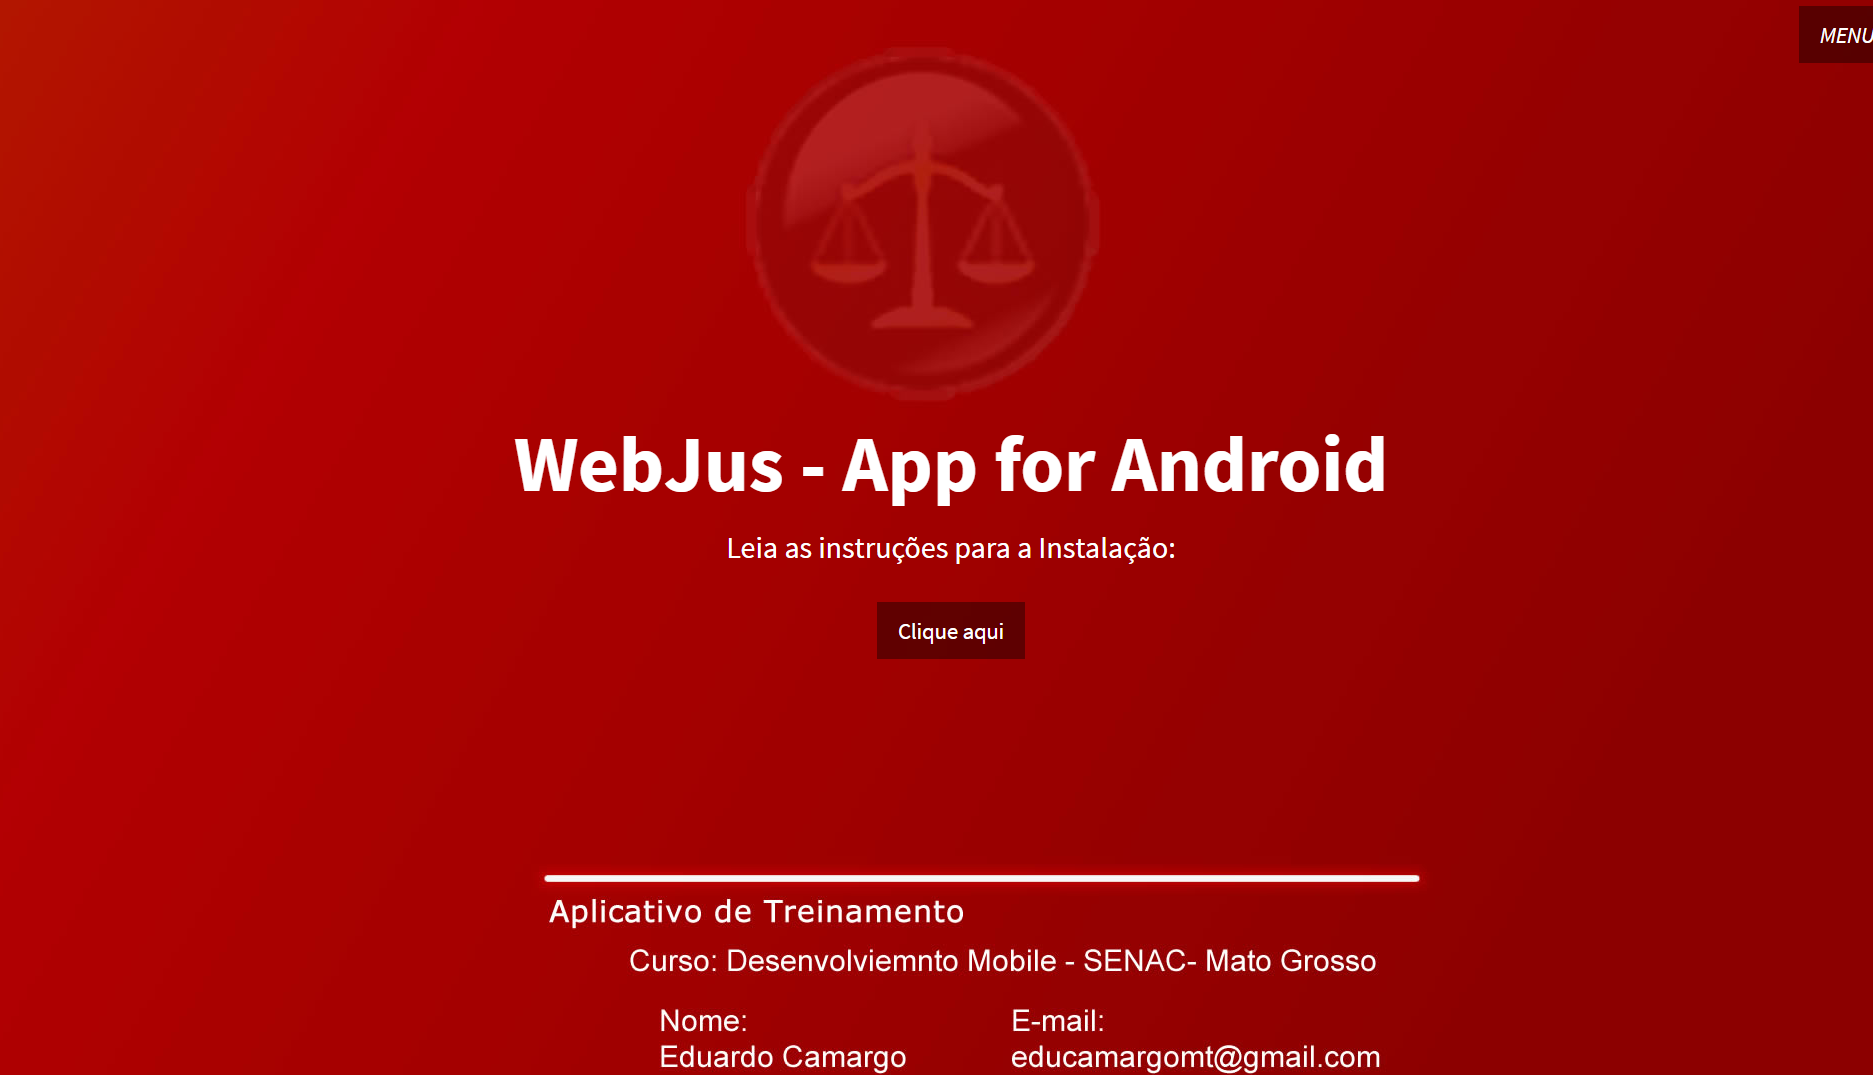 MENU
WebJus - App for Android
Leia as instruções para a Instalação:
Clique aqui
Aplicativo de Treinamento
Curso: Desenvolviemnto Mobile - SENAC- Mato Grosso
Nome:
Eduardo Camargo
E-mail:
educamargomt@gmail.com